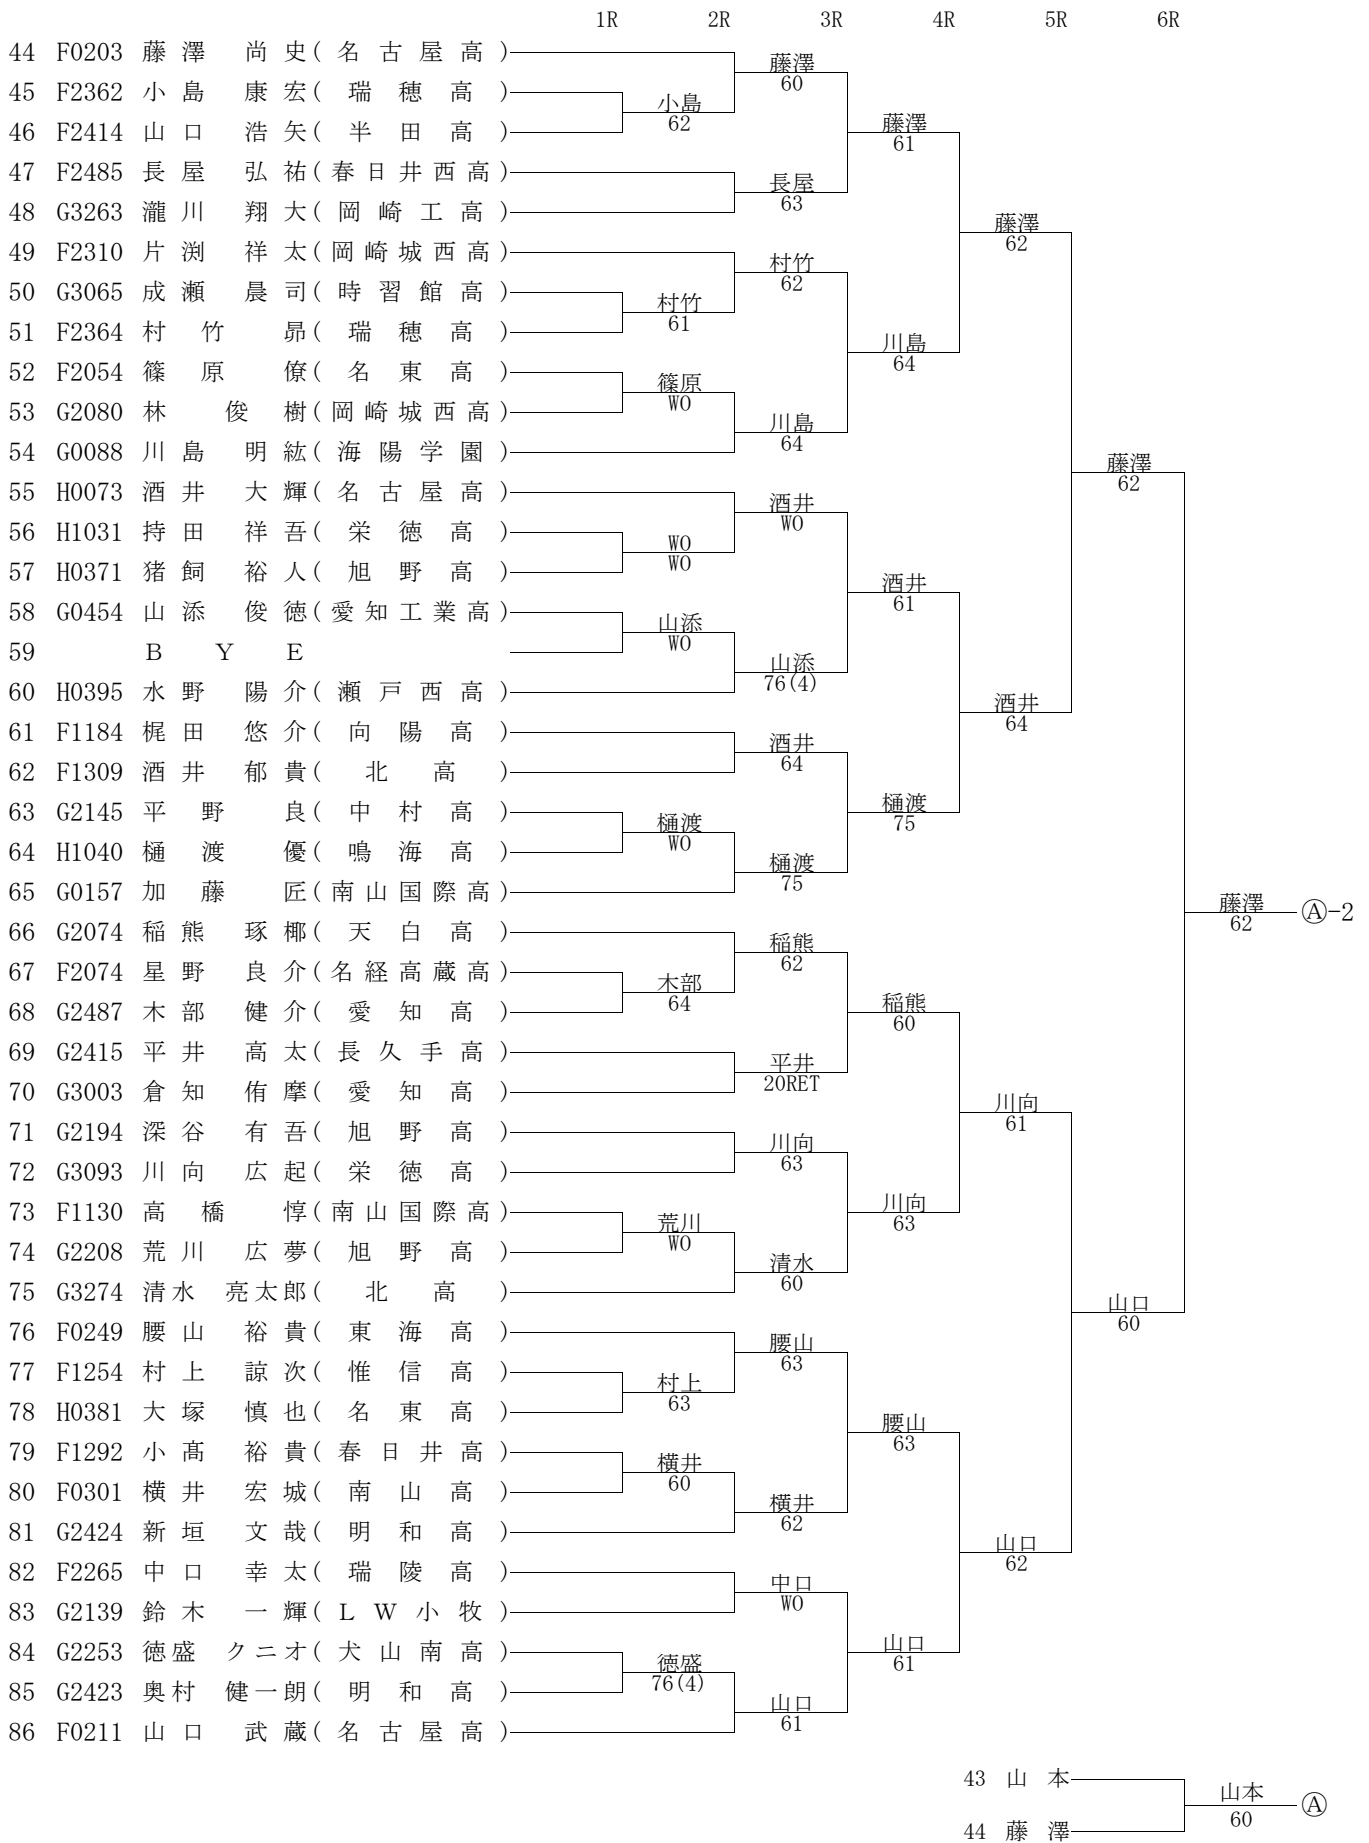 1R 2R 3R 4R 5R 6R
44 F0203 藤澤 尚史(名古屋高)
45 F2362 小島 康宏(瑞穂高)
46 F2414 山口 浩矢(半田高)
47 F2485 長屋 弘祐(春日井西高)
48 G3263 瀧川 翔大(岡崎工高)
49 F2310 片渕 祥太(岡崎城西高)
50 G3065 成瀬 晨司(時習館高)
51 F2364 村竹 昴(瑞穂高)
52 F2054 篠原 僚(名東高)
53 G2080 林 俊樹(岡崎城西高)
54 G0088 川島 明紘(海陽学園)
55 H0073 酒井 大輝(名古屋高)
56 H1031 持田 祥吾(栄徳高)
57 H0371 猪飼 裕人(旭野高)
58 G0454 山添 俊徳(愛知工業高)
59 BYE
60 H0395 水野 陽介(瀬戸西高)
61 F1184 梶田 悠介(向陽高)
62 F1309 酒井 郁貴(北高)
63 G2145 平野 良(中村高)
64 H1040 樋渡 優(鳴海高)
65 G0157 加藤 匠(南山国際高)
66 G2074 稲熊 琢椰(天白高)
67 F2074 星野 良介(名経高蔵高)
68 G2487 木部 健介(愛知高)
69 G2415 平井 高太(長久手高)
70 G3003 倉知 侑摩(愛知高)
71 G2194 深谷 有吾(旭野高)
72 G3093 川向 広起(栄徳高)
73 F1130 高橋 惇(南山国際高)
74 G2208 荒川 広夢(旭野高)
75 G3274 清水 亮太郎(北高)
76 F0249 腰山 裕貴(東海高)
77 F1254 村上 諒次(惟信高)
78 H0381 大塚 慎也(名東高)
79 F1292 小髙 裕貴(春日井高)
80 F0301 横井 宏城(南山高)
81 G2424 新垣 文哉(明和高)
82 F2265 中口 幸太(瑞陵高)
83 G2139 鈴木 一輝(LW小牧)
84 G2253 徳盛 クニオ(犬山南高)
85 G2423 奥村 健一朗(明和高)
86 F0211 山口 武蔵(名古屋高)
小島
62
村竹
61
篠原
WO
WO
WO
山添
WO
樋渡
WO
木部
64
荒川
WO
村上
63
横井
60
徳盛
76(4)
藤澤
60
長屋
63
村竹
62
川島
64
酒井
WO
山添
76(4)
酒井
64
樋渡
75
稲熊
62
平井
20RET
川向
63
清水
60
腰山
63
横井
62
中口
WO
山口
61
藤澤
61
川島
64
酒井
61
樋渡
75
稲熊
60
川向
63
腰山
63
山口
61
藤澤
62
酒井
64
川向
61
山口
62
藤澤
62
山口
60
藤澤
62
Ⓐ-2
43 山本
44 藤澤
山本
60
Ⓐ